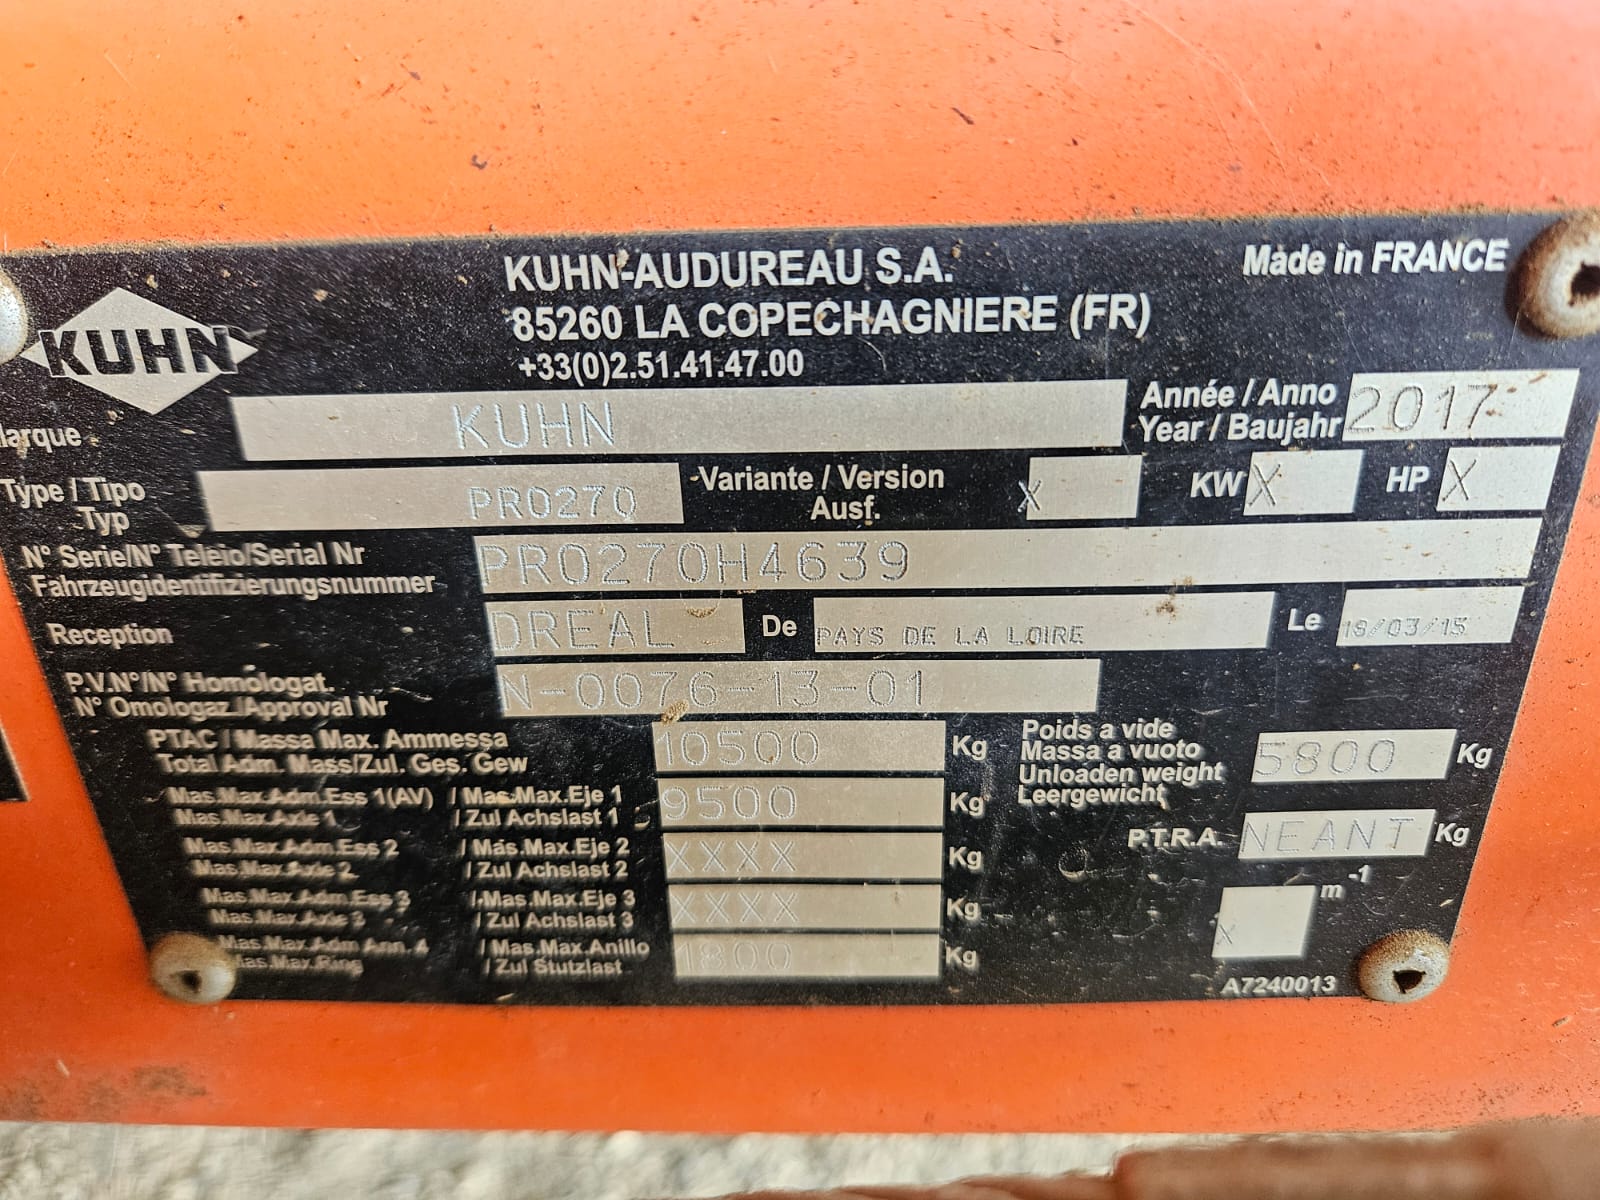 KUHN-AUDUREAU S.A.
Made in FRANCE
85260 LA COPECHAGNIERE (FR)
+33(0)2.51.41.47.00
KUHN
Marque KUHN Année / Anno 2017
Year / Baujahr
Type / Tipo PR0270 Variante / Version X KW X HP X
Typ Ausf.
N° Serie/N° Teleio/Serial Nr PR0270H4639
Fahrzeugidentifizierungsnummer
Reception DREAL De PAYS DE LA LOIRE Le 18/03/15
P.V.N°/N° Homologat. N-0076-13-01
N° Omologaz./Approval Nr
PTAC / Massa Max. Ammessa 10500 Kg
Total Adm. Mass/Zul. Ges. Gew
Poids a vide 5800 Kg
Massa a vuoto
Unloaden weight
Leergewicht
Mas.Max.Adm.Ess 1(AV) / Mas.Max.Eje 1 9500 Kg
Mas.Max.Axle 1 / Zul Achslast 1
P.T.R.A. NEANT Kg
Mas.Max.Adm.Ess 2 / Mas.Max.Eje 2 XXXX Kg
Mas.Max.Axle 2 / Zul Achslast 2
Mas.Max.Adm.Ess 3 / Mas.Max.Eje 3 XXXX Kg
Mas.Max.Axle 3 / Zul Achslast 3
X m-1
Mas.Max.Adm Ann. 4 / Mas.Max.Anillo 1800 Kg
Mas.Max.Ring / Zul Stutzlast
A7240013